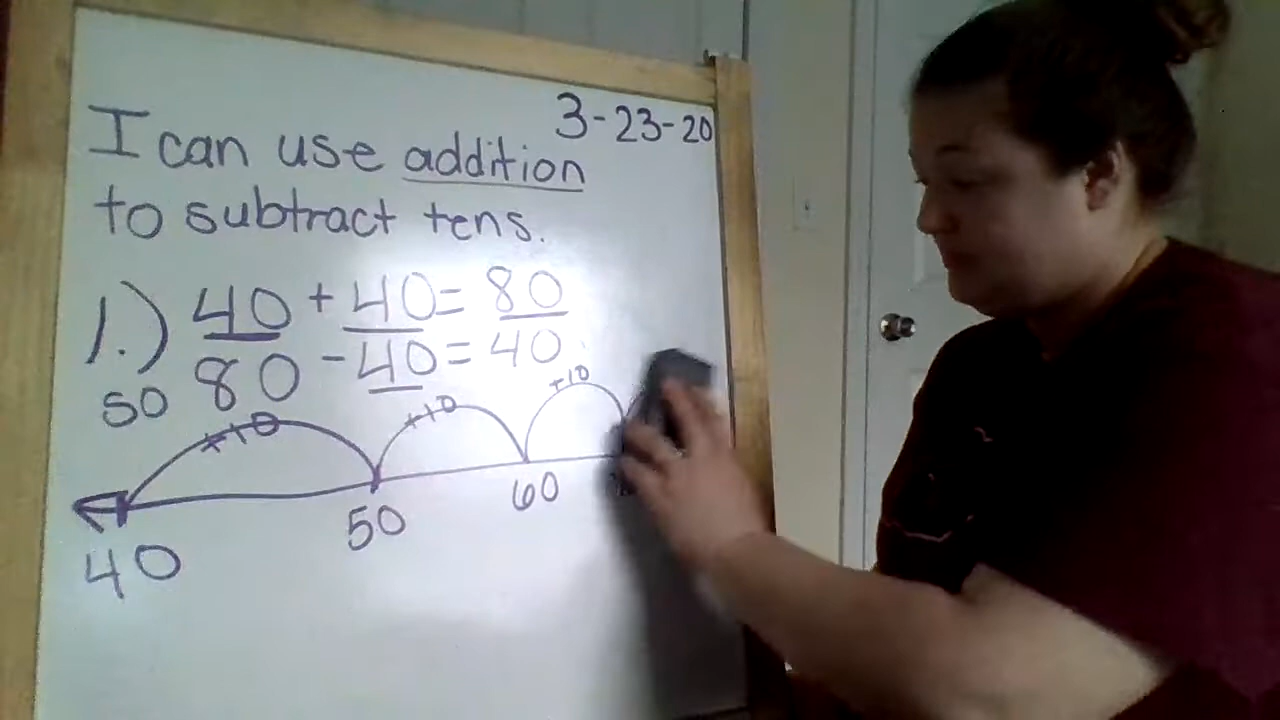 3-23-20
I can use addition
to subtract tens.
1.) 40 + 40 = 80
80 - 40 = 40
50
+10 +10 +10
40 50 60